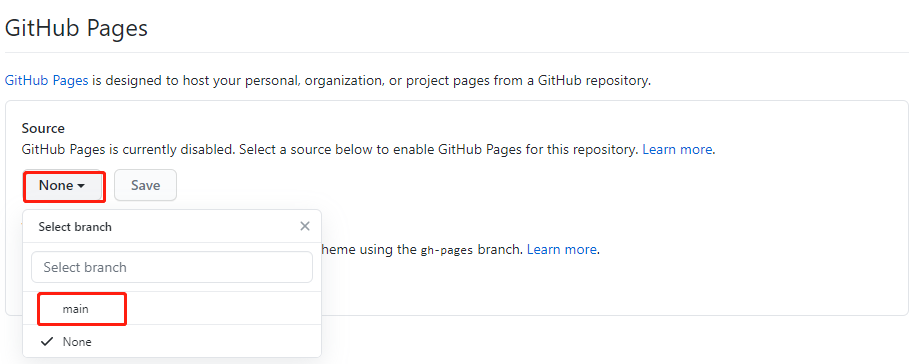 GitHub Pages
GitHub Pages is designed to host your personal, organization, or project pages from a GitHub repository.
Source
GitHub Pages is currently disabled. Select a source below to enable GitHub Pages for this repository. Learn more.
None
Save
Select branch
heme using the gh-pages branch. Learn more.
Select branch
main
None